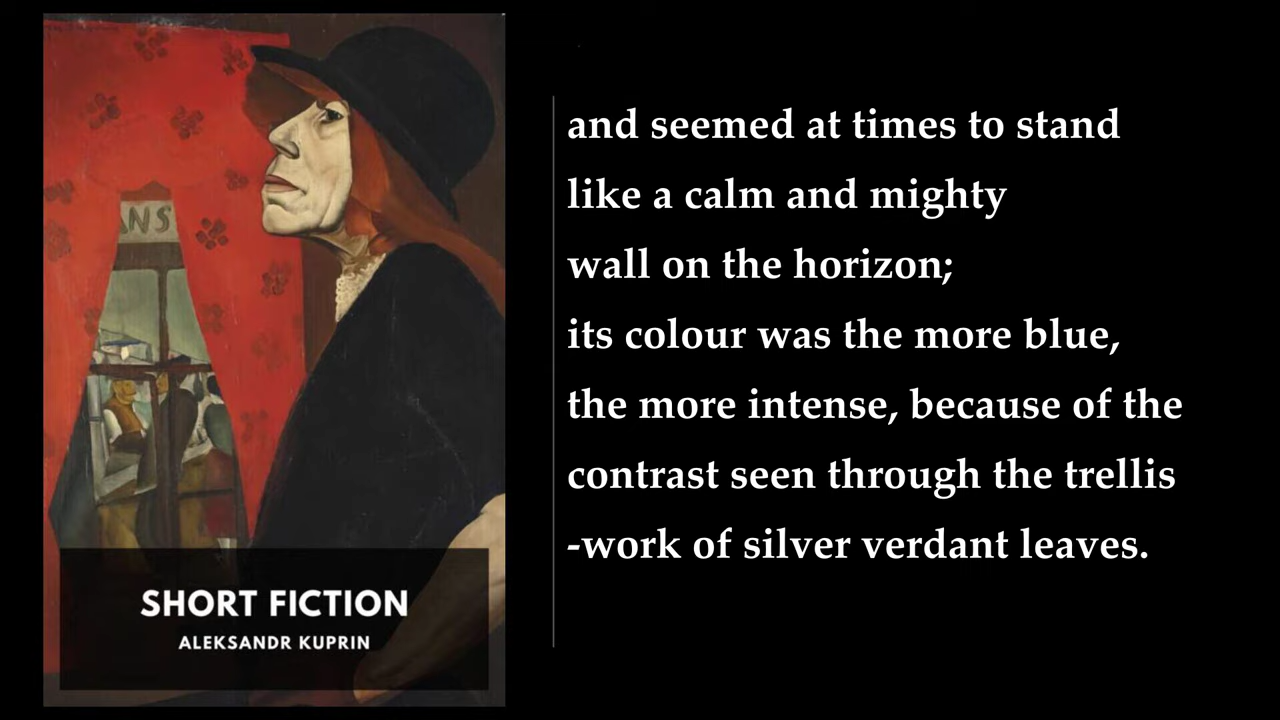 ANS
SHORT FICTION
ALEKSANDR KUPRIN
and seemed at times to stand
like a calm and mighty
wall on the horizon;
its colour was the more blue,
the more intense, because of the
contrast seen through the trellis
-work of silver verdant leaves.